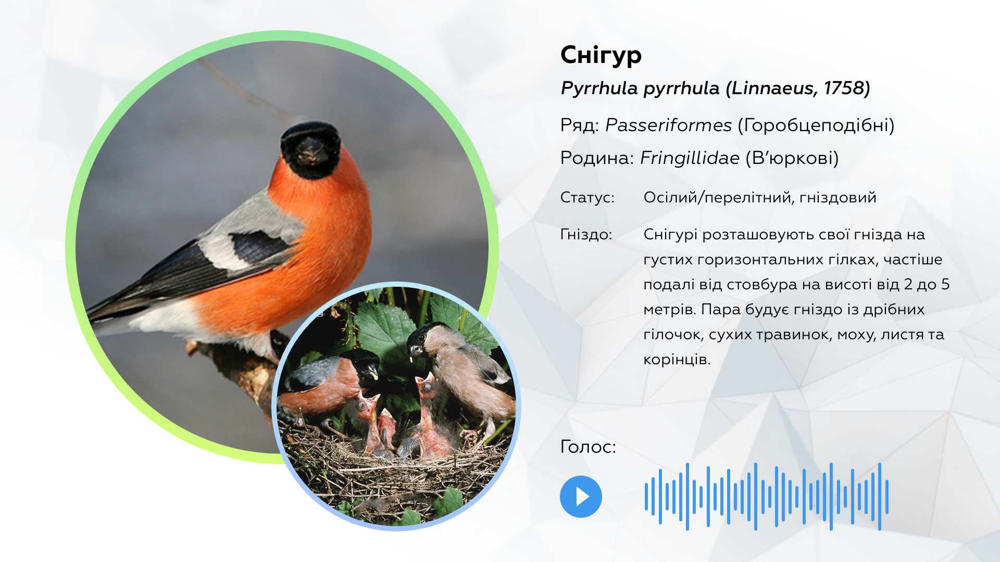 Снігур
Pyrrhula pyrrhula (Linnaeus, 1758)
Ряд: Passeriformes (Горобцеподібні)
Родина: Fringillidae (В’юркові)
Статус: Осілий/перелітний, гніздовий
Гніздо: Снігурі розташовують свої гнізда на
густих горизонтальних гілках, частіше
подалі від стовбура на висоті від 2 до 5
метрів. Пара будує гніздо із дрібних
гілочок, сухих травинок, моху, листя та
корінців.
Голос: